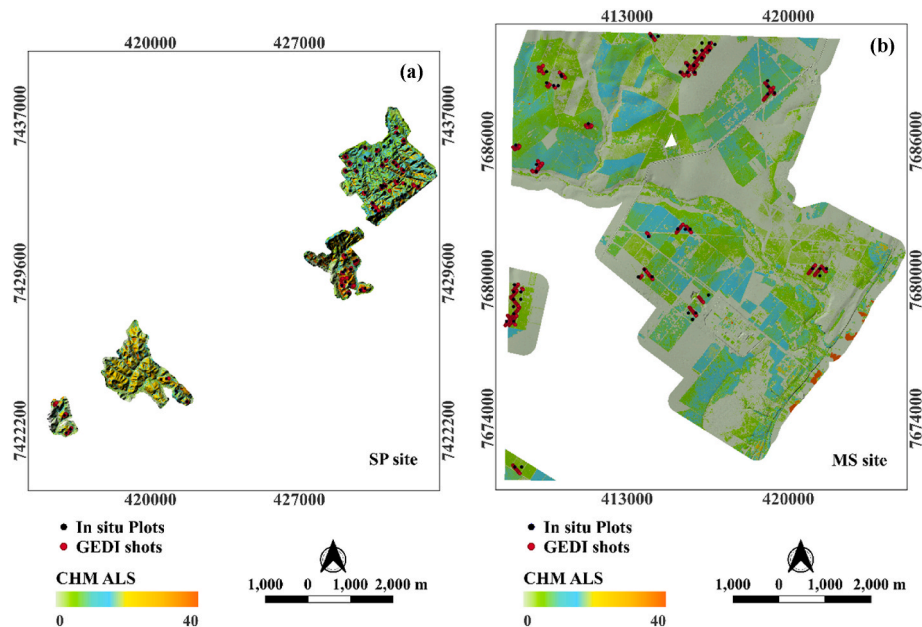 420000 427000
(a)
7437000
7429600
7422200
7437000
7429600
7422200
SP site
420000 427000
In situ Plots
GEDI shots
CHM ALS
0 40
1,000 0 1,000 2,000 m
413000 420000
(b)
7686000
7680000
7674000
7686000
7680000
7674000
MS site
413000 420000
In situ Plots
GEDI shots
CHM ALS
0 40
1,000 0 1,000 2,000 m